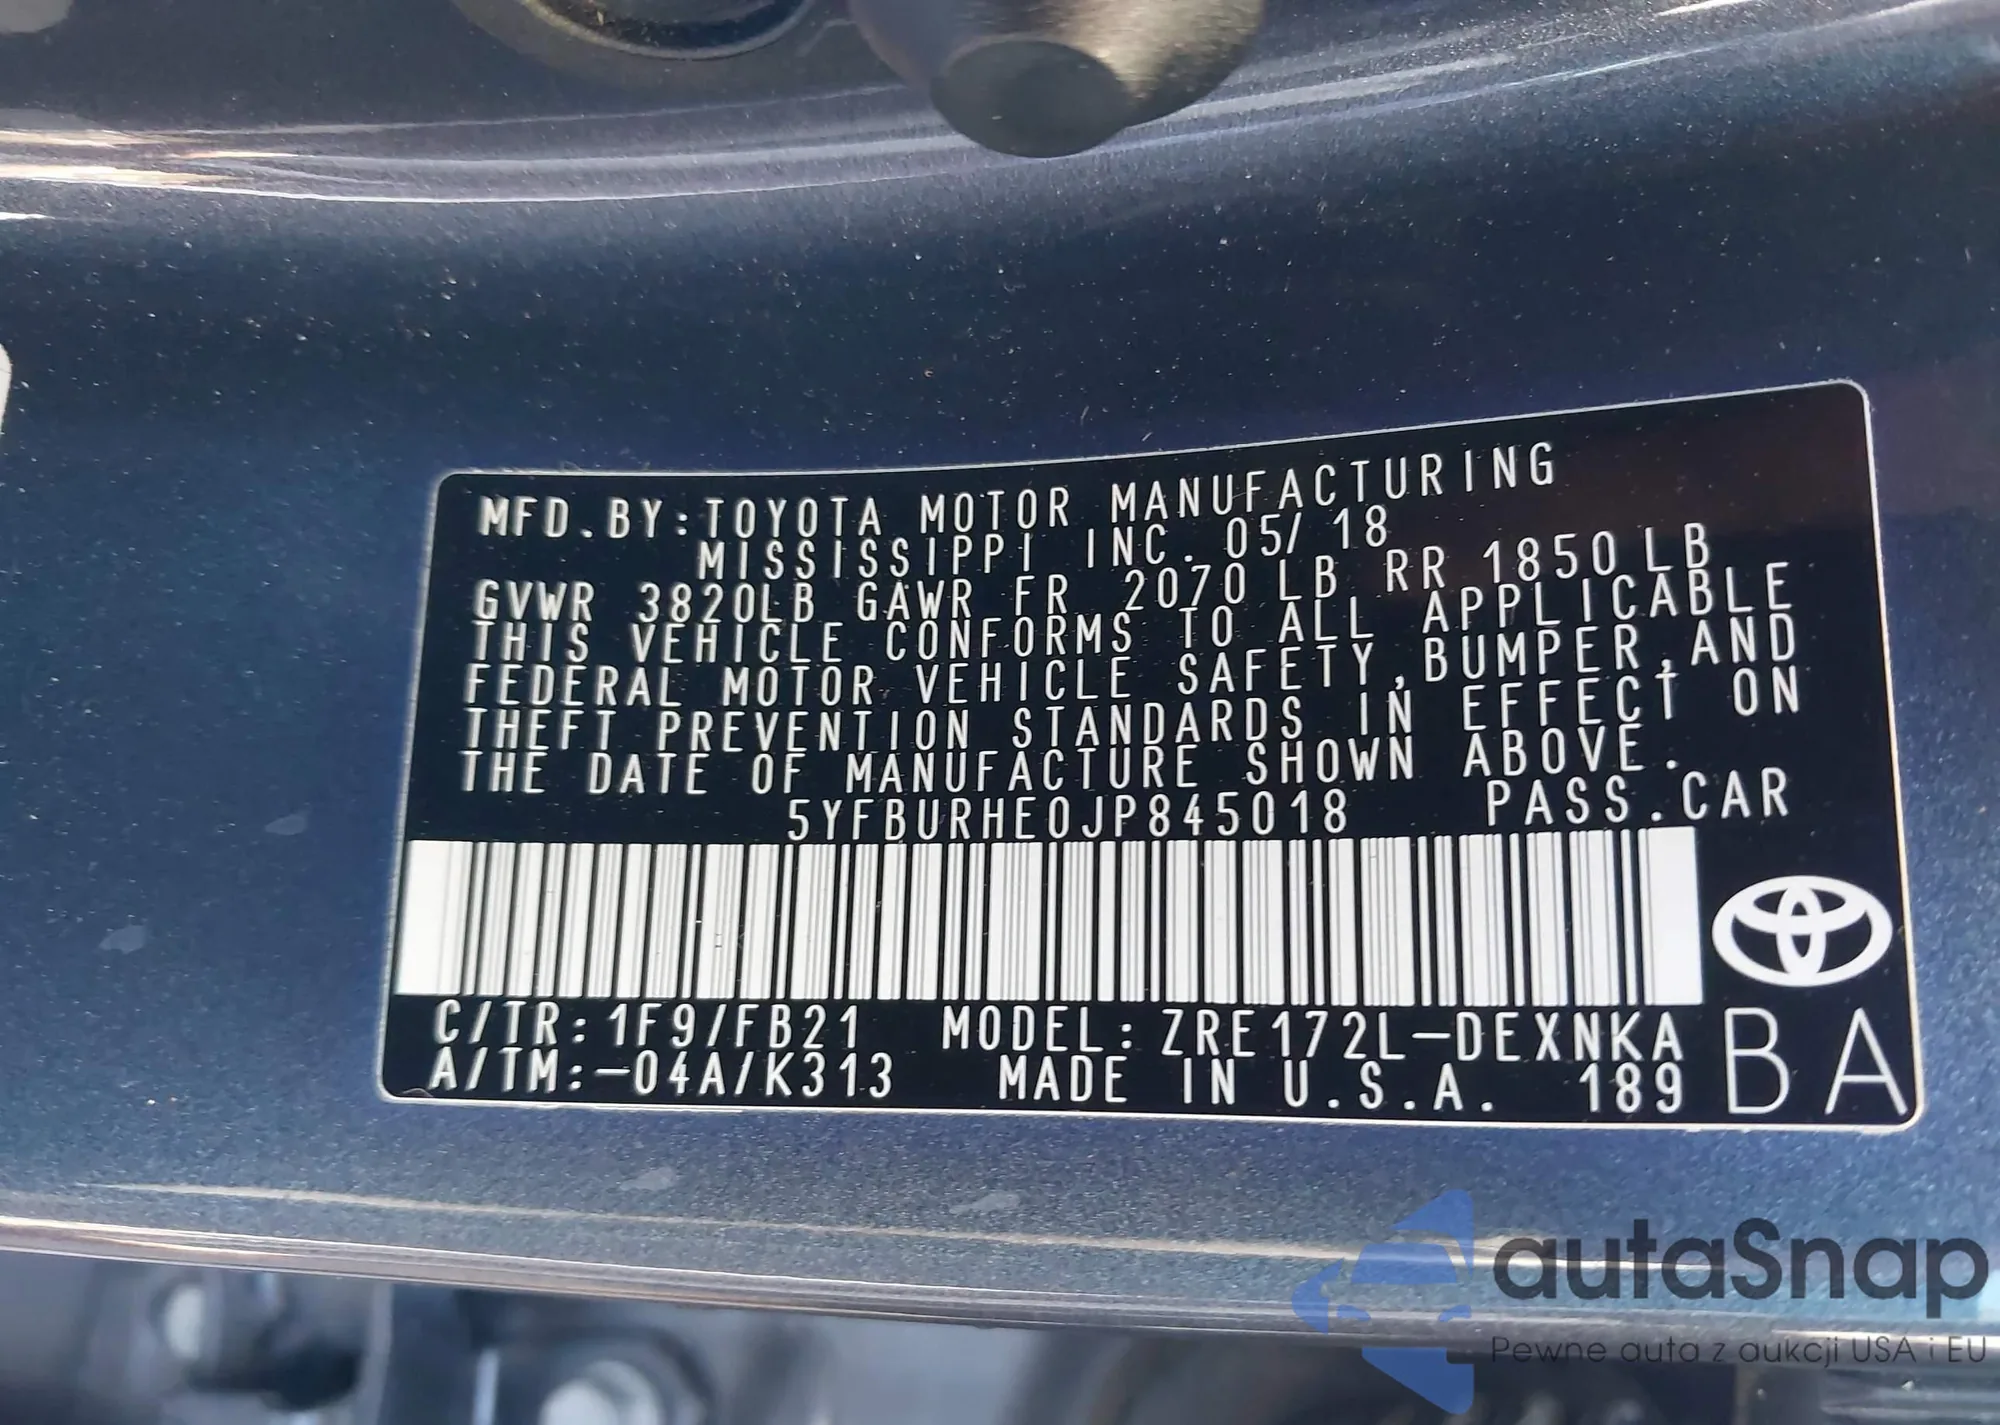 MFD.BY:TOYOTA MOTOR MANUFACTURING
MISSISSIPPI INC. 05/ 18
GVWR 3820LB GAWR FR 2070 LB RR 1850 LB
THIS VEHICLE CONFORMS TO ALL APPLICABLE
FEDERAL MOTOR VEHICLE SAFETY,BUMPER,AND
THEFT PREVENTION STANDARDS IN EFFECT ON
THE DATE OF MANUFACTURE SHOWN ABOVE.
5YFBURHE0JP845018 PASS.CAR
C/TR:1F9/FB21 MODEL:ZRE172L-DEXNKA
A/TM:-04A/K313 MADE IN U.S.A. 189
BA
autaSnap
Pewne auta z aukcji USA i EU